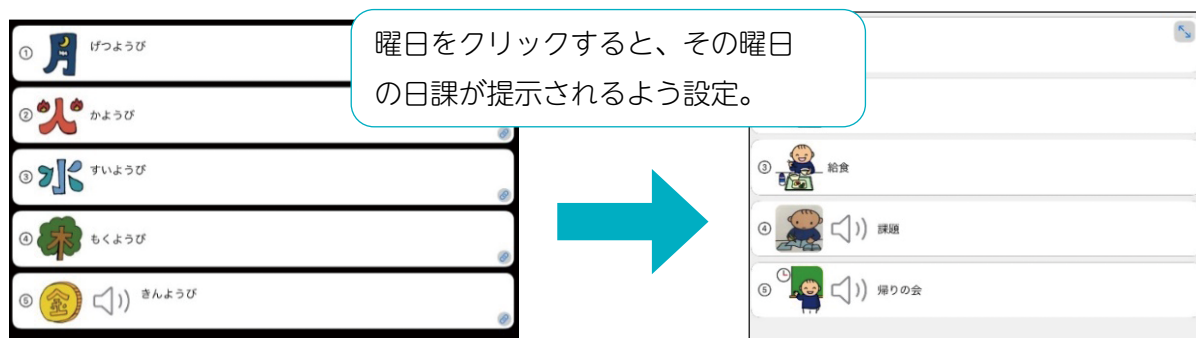 曜日をクリックすると、その曜日
の日課が提示されるよう設定。
① 月 げつようび
② 火 かようび
③ 水 すいようび
④ 木 もくようび
⑤ 金 きんようび
③ 給食
④ 課題
⑤ 帰りの会